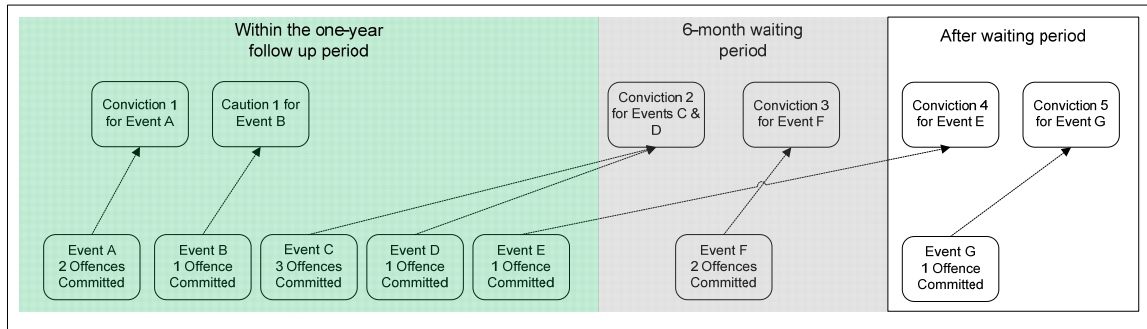 Within the one-year
follow up period
6-month waiting
period
After waiting period
Conviction 1
for Event A
Caution 1 for
Event B
Conviction 2
for Events C &
D
Conviction 3
for Event F
Conviction 4
for Event E
Conviction 5
for Event G
Event A
2 Offences
Committed
Event B
1 Offence
Committed
Event C
3 Offences
Committed
Event D
1 Offence
Committed
Event E
1 Offence
Committed
Event F
2 Offences
Committed
Event G
1 Offence
Committed